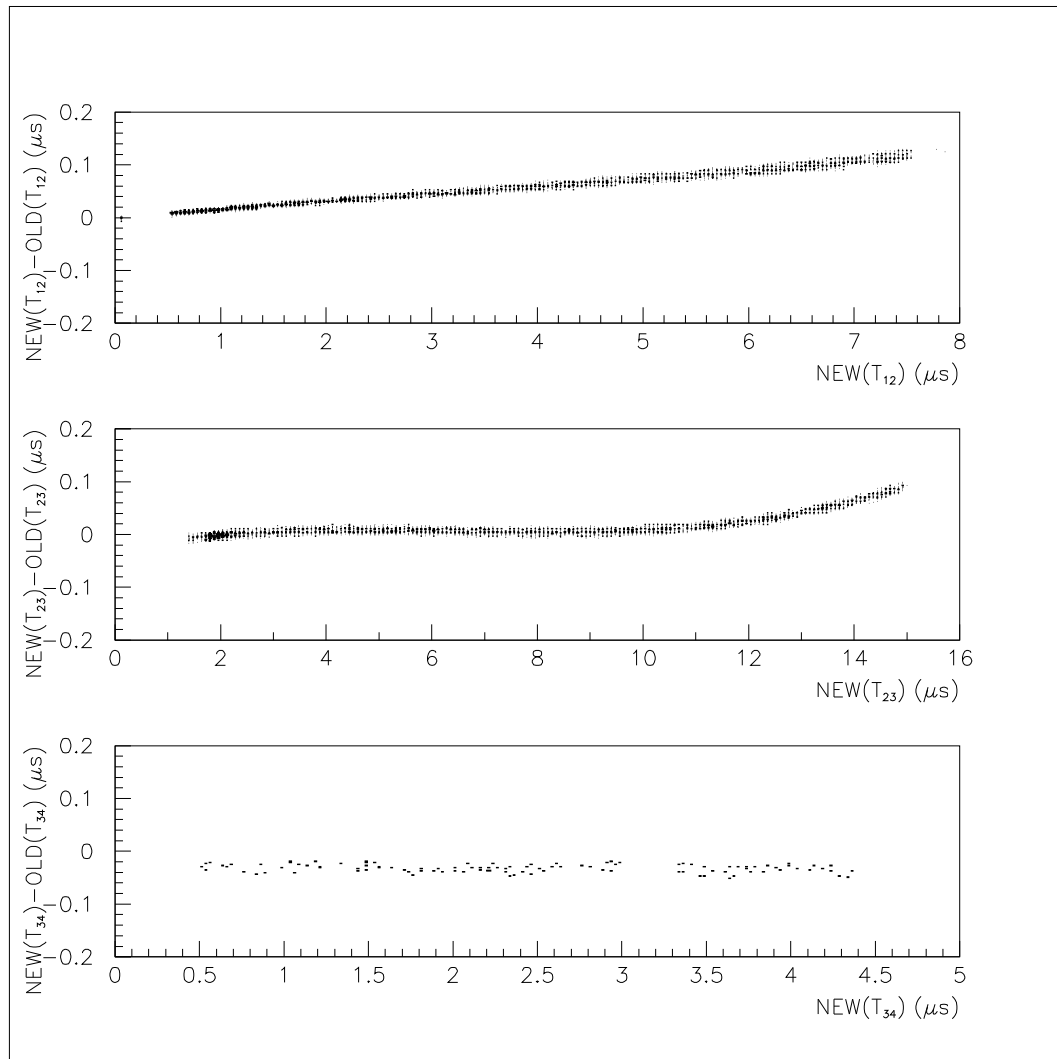 NEW(T₁₂)−OLD(T₁₂) (μs)
0.2
0.1
0
−0.1
−0.2
0 1 2 3 4 5 6 7 8
NEW(T₁₂) (μs)
NEW(T₂₃)−OLD(T₂₃) (μs)
0.2
0.1
0
−0.1
−0.2
0 2 4 6 8 10 12 14 16
NEW(T₂₃) (μs)
NEW(T₃₄)−OLD(T₃₄) (μs)
0.2
0.1
0
−0.1
−0.2
0 0.5 1 1.5 2 2.5 3 3.5 4 4.5 5
NEW(T₃₄) (μs)